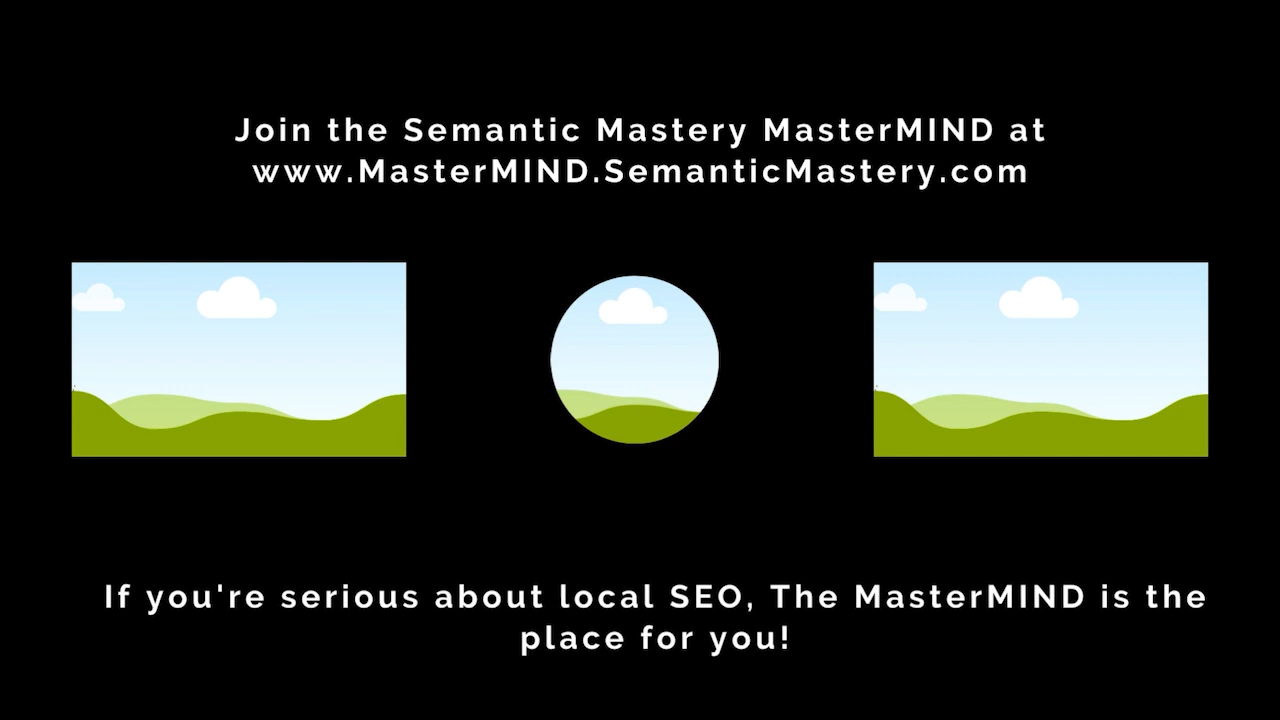 Join the Semantic Mastery MasterMIND at
www.MasterMIND.SemanticMastery.com
If you're serious about local SEO, The MasterMIND is the
place for you!